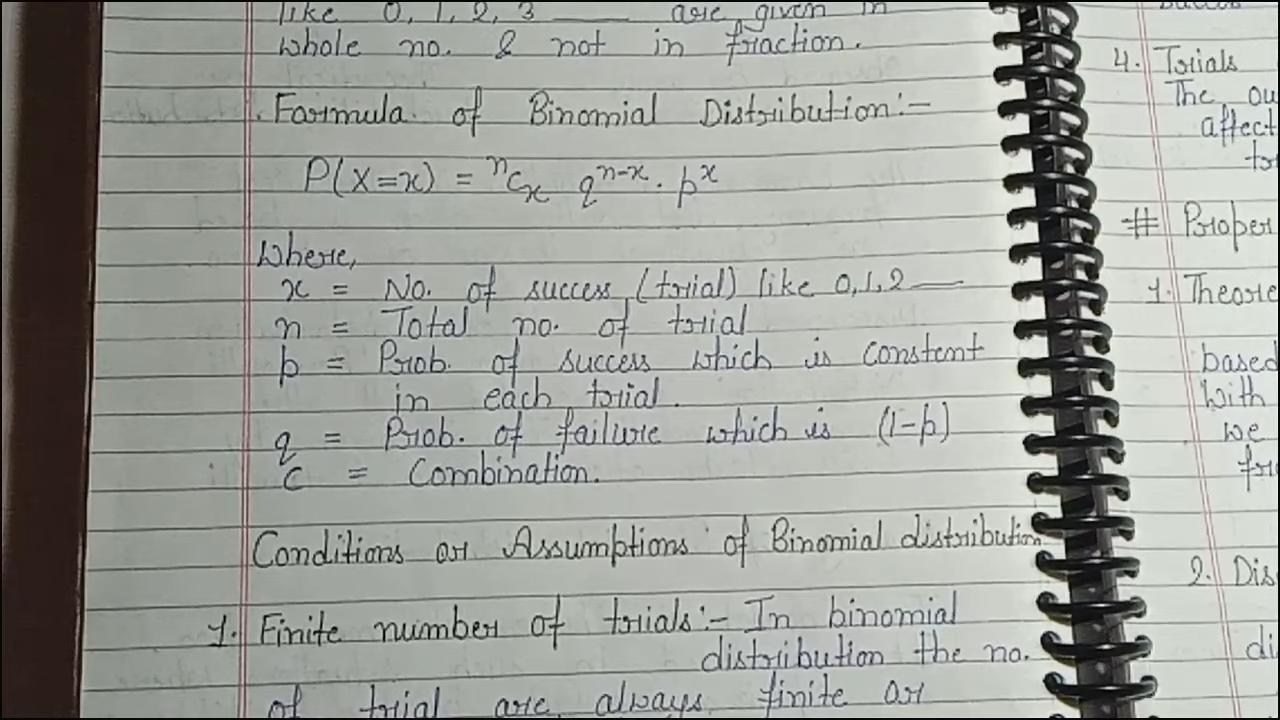 like 0, 1, 2, 3 ___ are given in
whole no. & not in fraction.
Formula of Binomial Distribution:-
P(X=x) = ⁿCₓ qⁿ⁻ˣ · pˣ
Where,
x = No. of success (trial) like 0, 1, 2 —
n = Total no. of trial
p = Prob. of success which is constent
in each trial.
q = Prob. of failure which is (1-p)
C = Combination.
Conditions or Assumptions of Binomial distribution
1. Finite number of trials:- In binomial
distribution the no.
of trial are always finite or
4. Trials
The ou
affect
# Proper
1. Theore
based
with
we
2. Dis
di